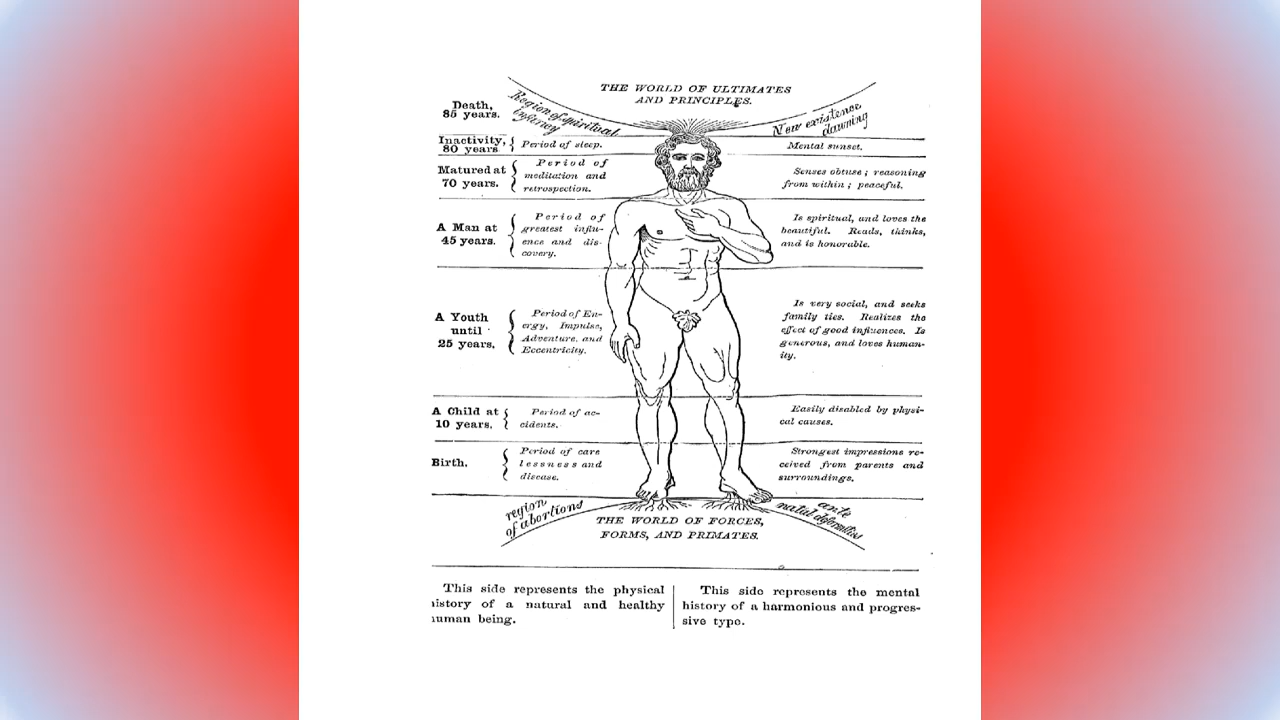 THE WORLD OF ULTIMATES
AND PRINCIPLES.
Death,
85 years.
Region of spiritual
infancy
New existence
dawning
Inactivity,
80 years
Period of sleep.
Mental sunset.
Matured at
70 years.
Period of
meditation and
retrospection.
Senses obtuse; reasoning
from within; peaceful.
A Man at
45 years.
Period of
greatest influ-
ence and dis-
covery.
Is spiritual, and loves the
beautiful. Reads, thinks,
and is honorable.
A Youth
until
25 years.
Period of En-
ergy, Impulse,
Adventure, and
Eccentricity.
Is very social, and seeks
family ties. Realizes the
effect of good influences. Is
generous, and loves human-
ity.
A Child at
10 years.
Period of ac-
cidents.
Easily disabled by physi-
cal causes.
Birth.
Period of care
lessness and
disease.
Strongest impressions re-
ceived from parents and
surroundings.
region
of abortions
ante
natal deformities
THE WORLD OF FORCES,
FORMS, AND PRIMATES.
This side represents the physical
istory of a natural and healthy
uman being.
This side represents the mental
history of a harmonious and progres-
sive type.